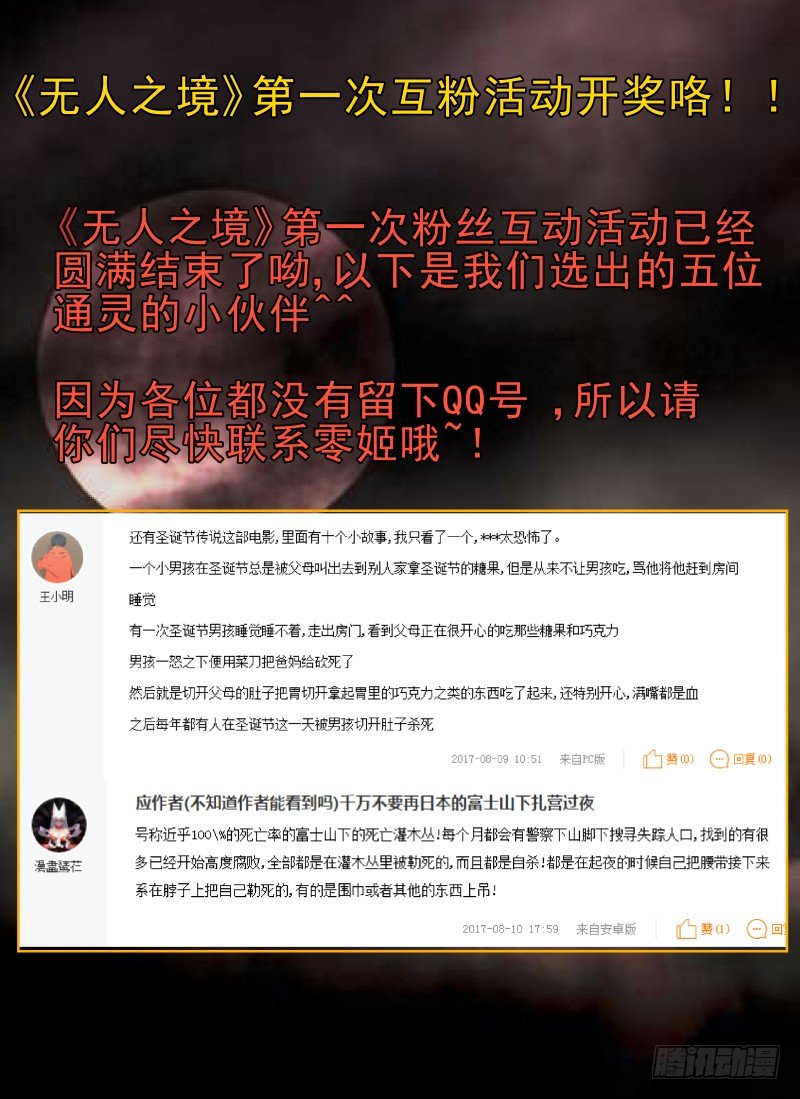 《无人之境》第一次互粉活动开奖咯！！
《无人之境》第一次粉丝互动活动已经
圆满结束了呦,以下是我们选出的五位
通灵的小伙伴^^
因为各位都没有留下QQ号 ,所以请
你们尽快联系零姬哦~!
王小明
还有圣诞节传说这部电影,里面有十个小故事,我只看了一个,***太恐怖了。
一个小男孩在圣诞节总是被父母叫出去到别人家拿圣诞节的糖果,但是从来不让男孩吃,骂他将他赶到房间
睡觉
有一次圣诞节男孩睡觉睡不着,走出房门,看到父母正在很开心的吃那些糖果和巧克力
男孩一怒之下便用菜刀把爸妈给砍死了
然后就是切开父母的肚子把胃切开拿起胃里的巧克力之类的东西吃了起来,还特别开心,满嘴都是血
之后每年都有人在圣诞节这一天被男孩切开肚子杀死
2017-08-09 10:51 来自PC版 赞(0) 回复(0)
应作者(不知道作者能看到吗)千万不要再日本的富士山下扎营过夜
号称近乎100\%的死亡率的富士山下的死亡灌木丛!每个月都会有警察下山脚下搜寻失踪人口,找到的有很
多已经开始高度腐败,全部都是在灌木丛里被勒死的,而且都是自杀!都是在起夜的时候自己把腰带接下来
系在脖子上把自己勒死的,有的是围巾或者其他的东西上吊!
2017-08-10 17:59 来自安卓版 赞(1) 回
腾讯动漫